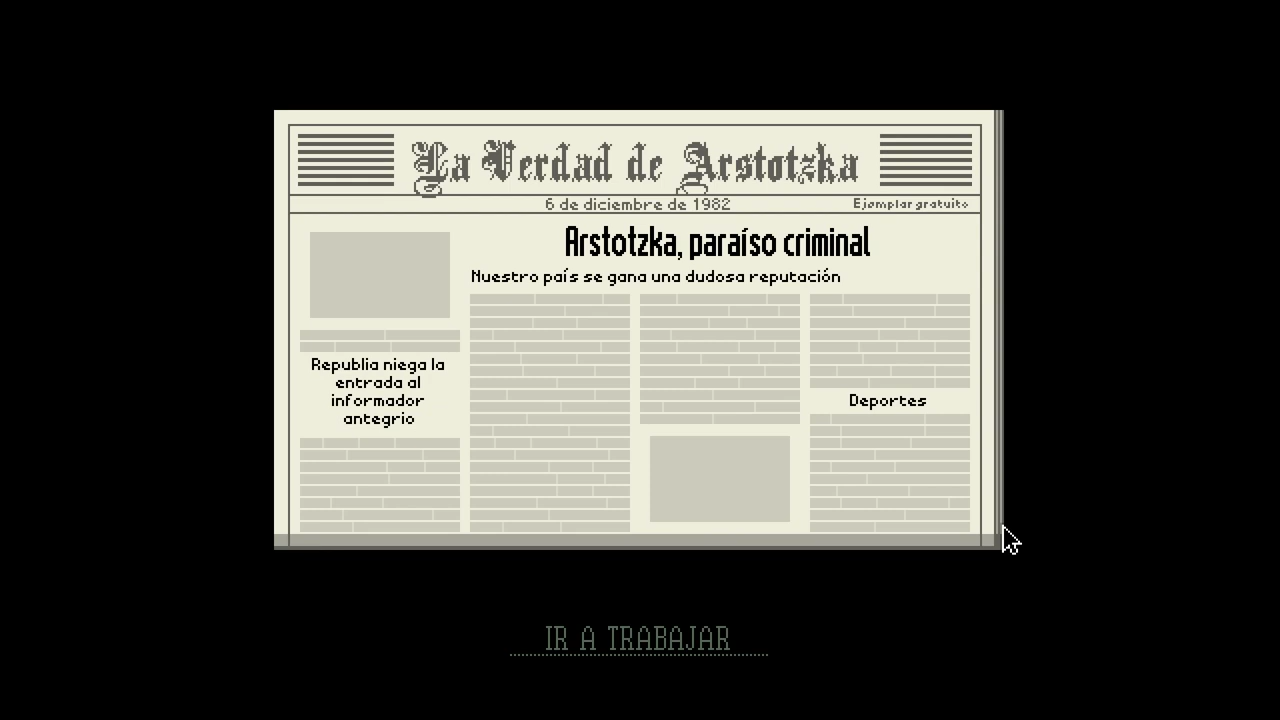 La Verdad de Arstotzka
6 de diciembre de 1982
Ejemplar gratuito
Arstotzka, paraíso criminal
Nuestro país se gana una dudosa reputación
Republia niega la
entrada al
informador
antegrio
Deportes
IR A TRABAJAR